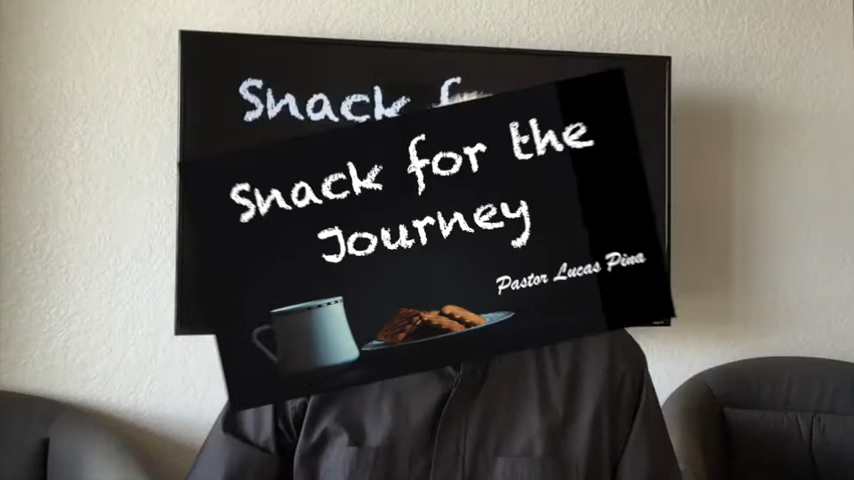 Snack f
Snack for the
Journey
Pastor Lucas Pina